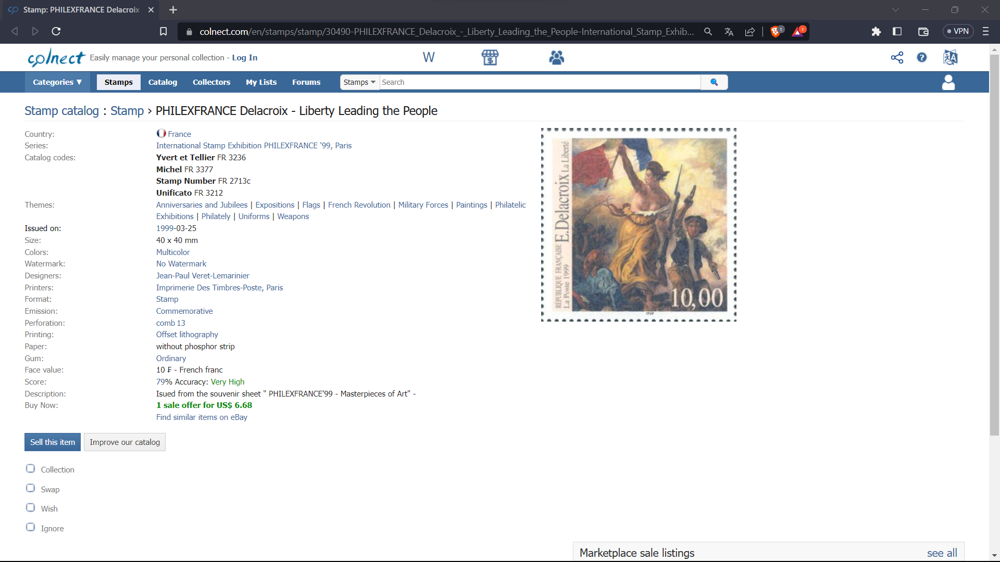 Stamp: PHILEXFRANCE Delacroix
colnect.com/en/stamps/stamp/30490-PHILEXFRANCE_Delacroix_-_Liberty_Leading_the_People-International_Stamp_Exhib...
1
1
VPN
colnect Easily manage your personal collection - Log In
W
Categories ▼ Stamps Catalog Collectors My Lists Forums Stamps Search
Stamp catalog : Stamp › PHILEXFRANCE Delacroix - Liberty Leading the People
Country: France
Series: International Stamp Exhibition PHILEXFRANCE '99, Paris
Catalog codes: Yvert et Tellier FR 3236
Michel FR 3377
Stamp Number FR 2713c
Unificato FR 3212
Themes: Anniversaries and Jubilees | Expositions | Flags | French Revolution | Military Forces | Paintings | Philatelic
Exhibitions | Philately | Uniforms | Weapons
Issued on: 1999-03-25
Size: 40 x 40 mm
Colors: Multicolor
Watermark: No Watermark
Designers: Jean-Paul Veret-Lemarinier
Printers: Imprimerie Des Timbres-Poste, Paris
Format: Stamp
Emission: Commemorative
Perforation: comb 13
Printing: Offset lithography
Paper: without phosphor strip
Gum: Ordinary
Face value: 10 ₣ - French franc
Score: 79% Accuracy: Very High
Description: Isued from the souvenir sheet " PHILEXFRANCE'99 - Masterpieces of Art" -
Buy Now: 1 sale offer for US$ 6.68
Find similar items on eBay
Sell this item Improve our catalog
Collection
Swap
Wish
Ignore
E.Delacroix La Liberté
RÉPUBLIQUE FRANÇAISE
La Poste 1999
10,00
ITVF
Marketplace sale listings see all